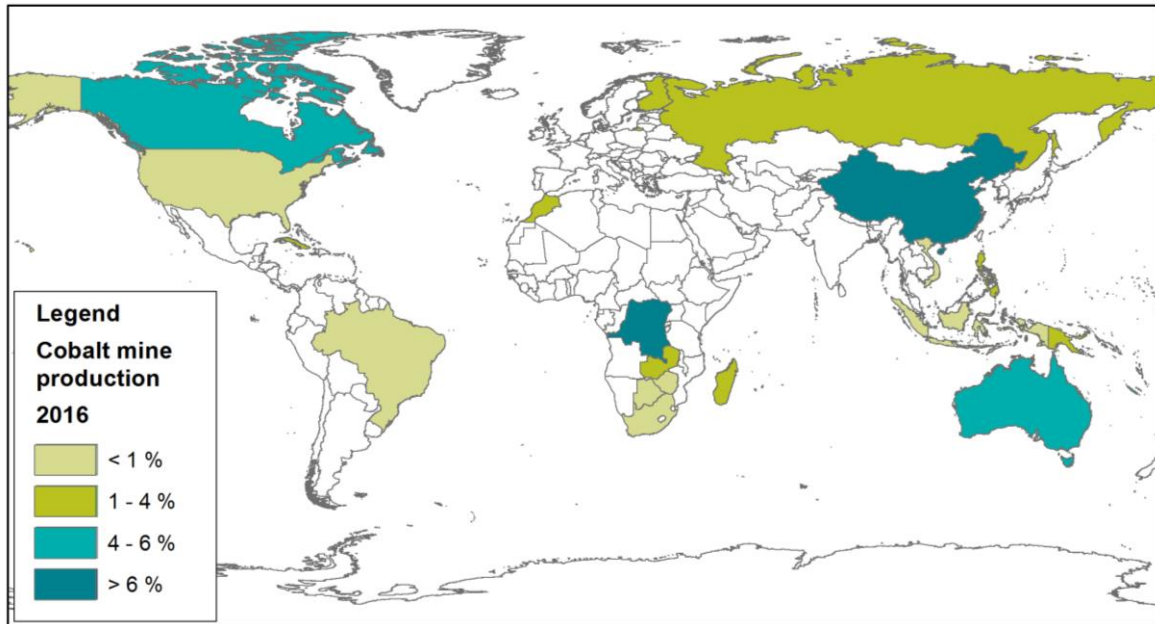 Legend
Cobalt mine
production
2016
< 1 %
1 - 4 %
4 - 6 %
> 6 %